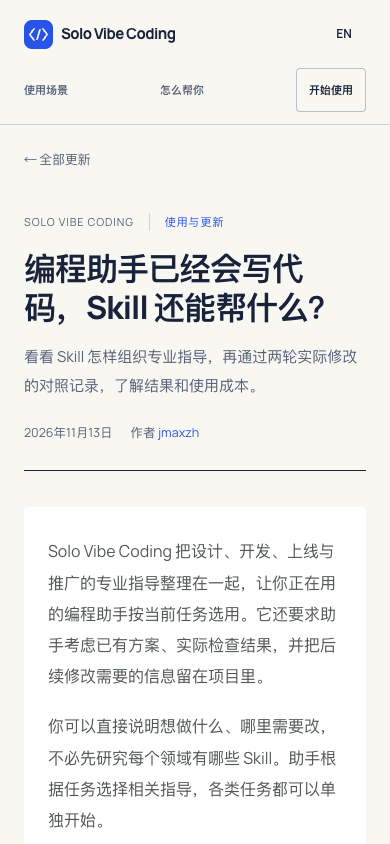 Solo Vibe Coding
EN
使用场景
怎么帮你
开始使用
← 全部更新
SOLO VIBE CODING
使用与更新
编程助手已经会写代
码，Skill 还能帮什么？
看看 Skill 怎样组织专业指导，再通过两轮实际修改
的对照记录，了解结果和使用成本。
2026年11月13日 作者 jmaxzh
Solo Vibe Coding 把设计、开发、上线与
推广的专业指导整理在一起，让你正在用
的编程助手按当前任务选用。它还要求助
手考虑已有方案、实际检查结果，并把后
续修改需要的信息留在项目里。
你可以直接说明想做什么、哪里需要改，
不必先研究每个领域有哪些 Skill。助手根
据任务选择相关指导，各类任务都可以单
独开始。